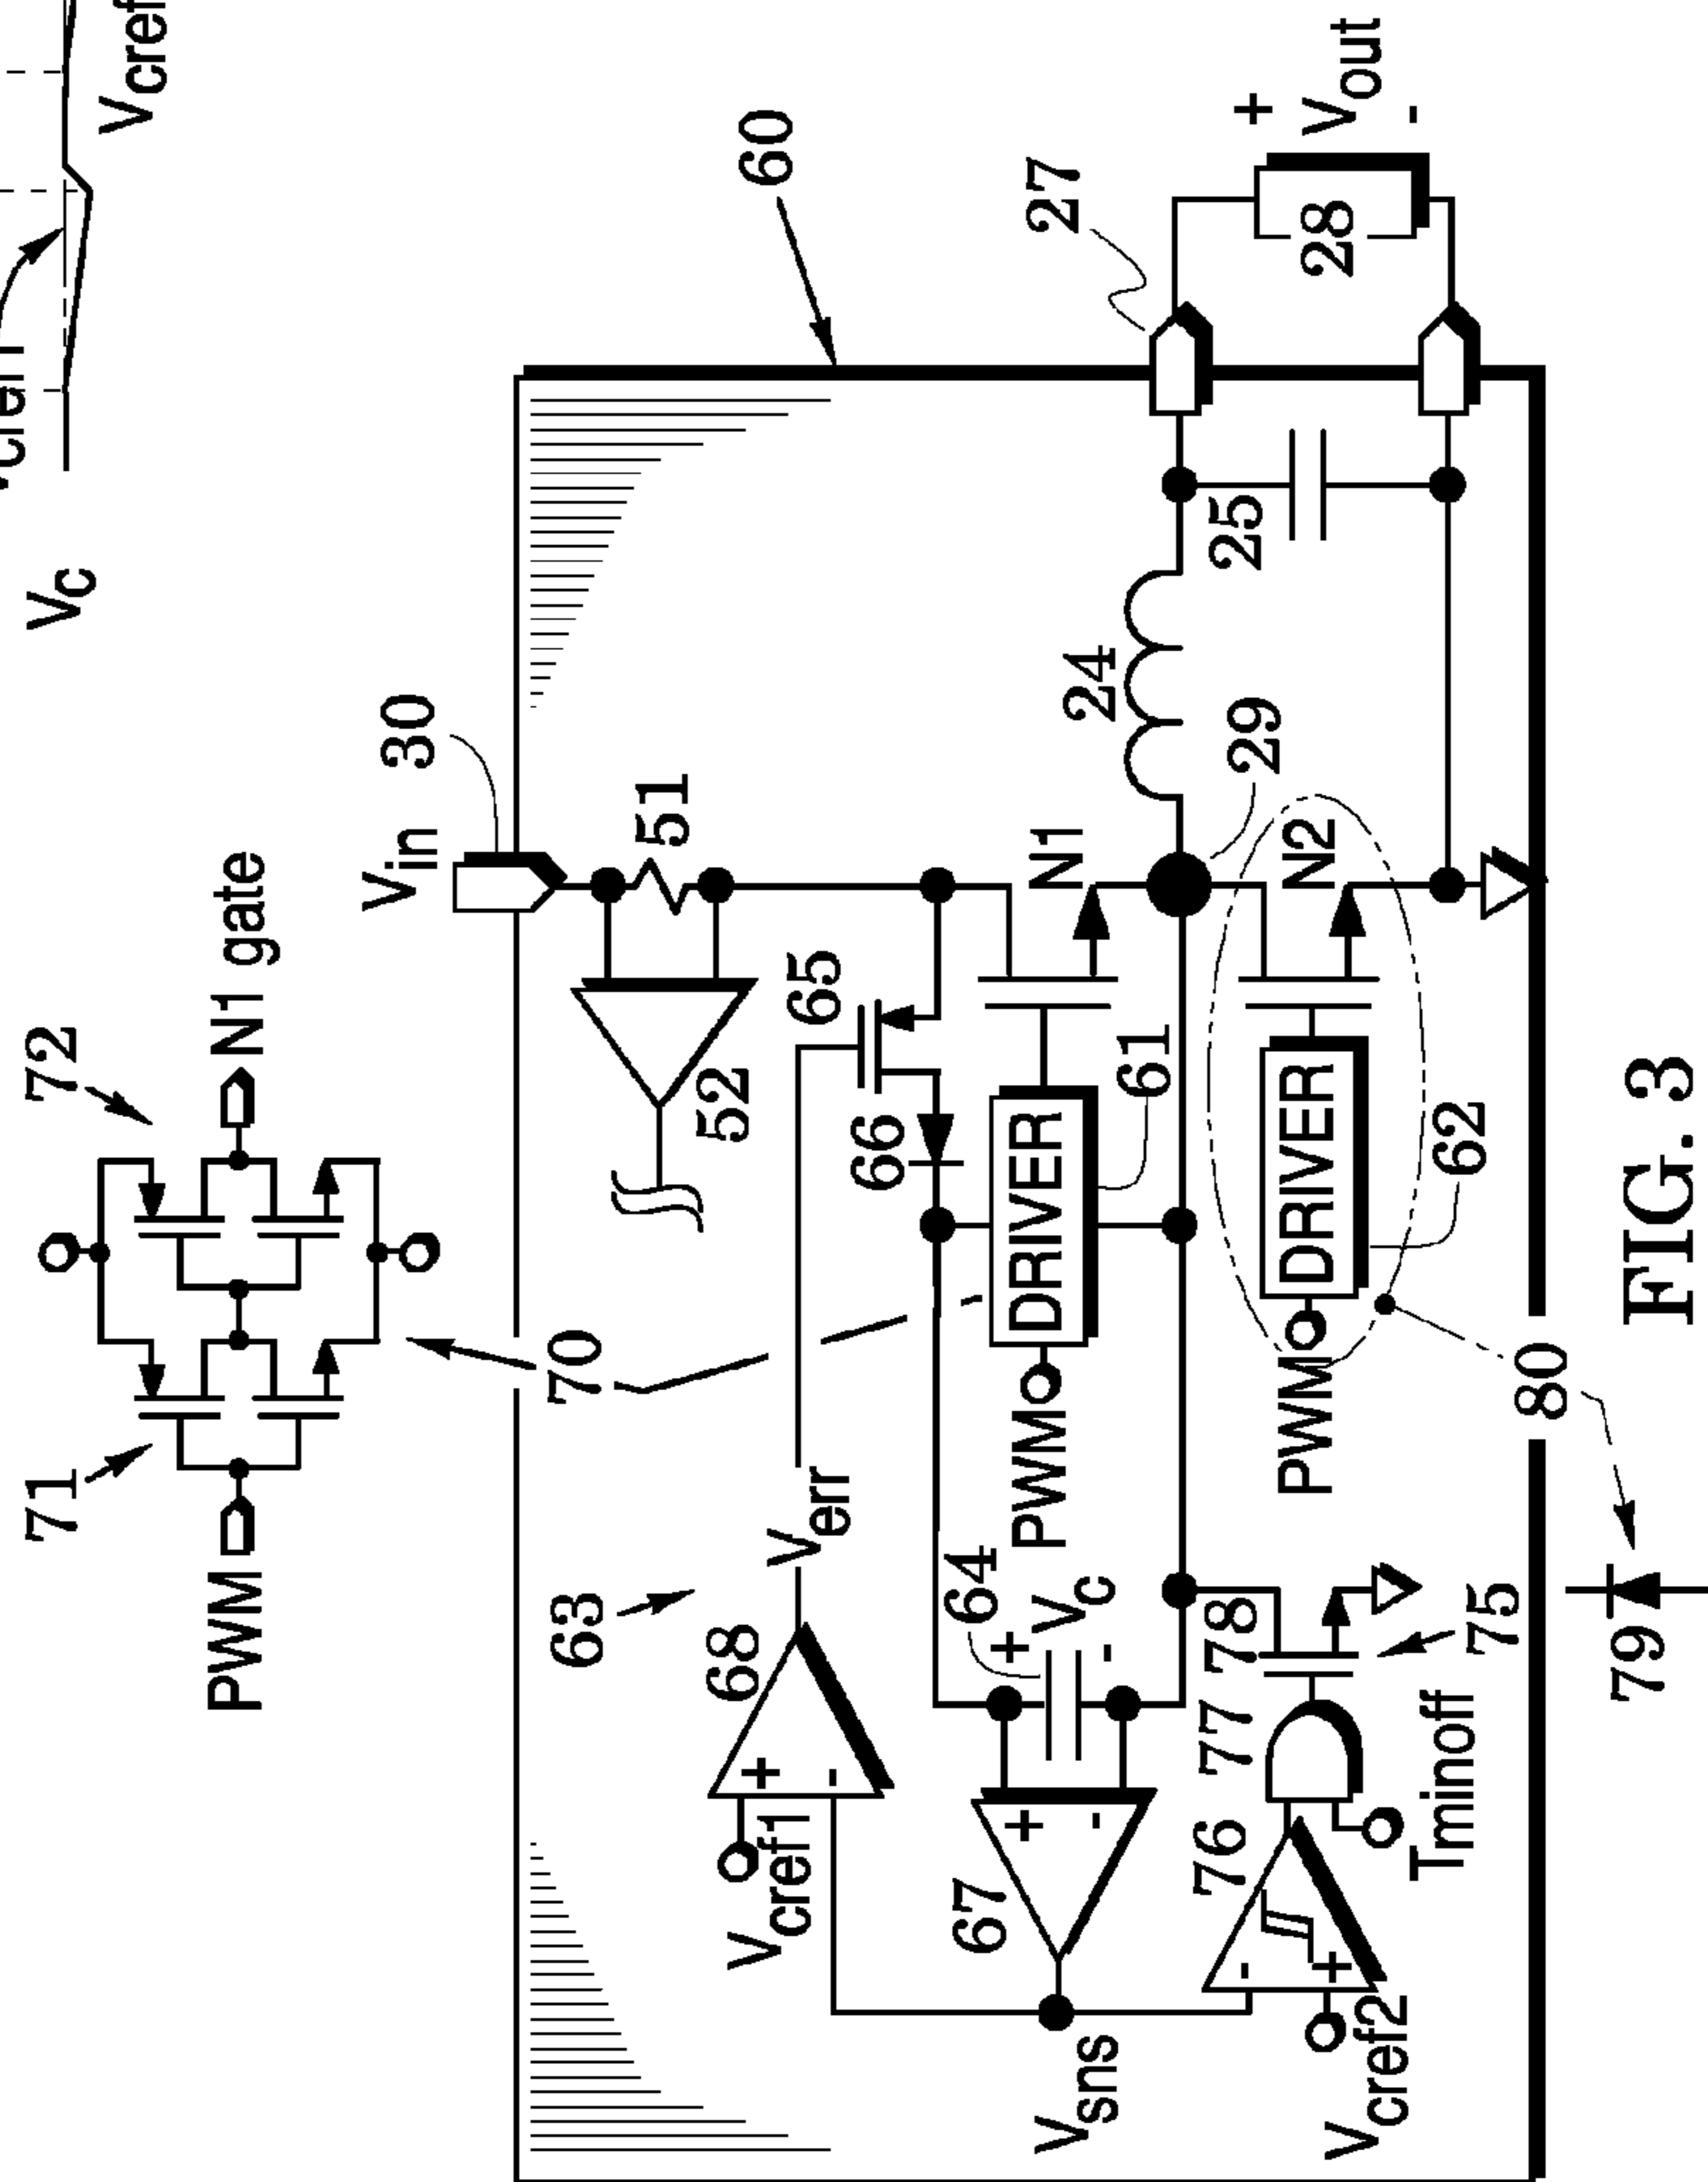 Vc
Vcref
72
71
PWM
N1 gate
70
Vin
30
60
63
51
52
65
66
68
Verr
Vcref1
+
-
DRIVER
61
PWM
N1
24
27
25
28
+
Vout
-
29
64
+
Vc
-
67
+
-
Vsns
76
77
78
-
+
Vcref2
Tminoff
75
PWM
DRIVER
N2
62
80
79
FIG. 3